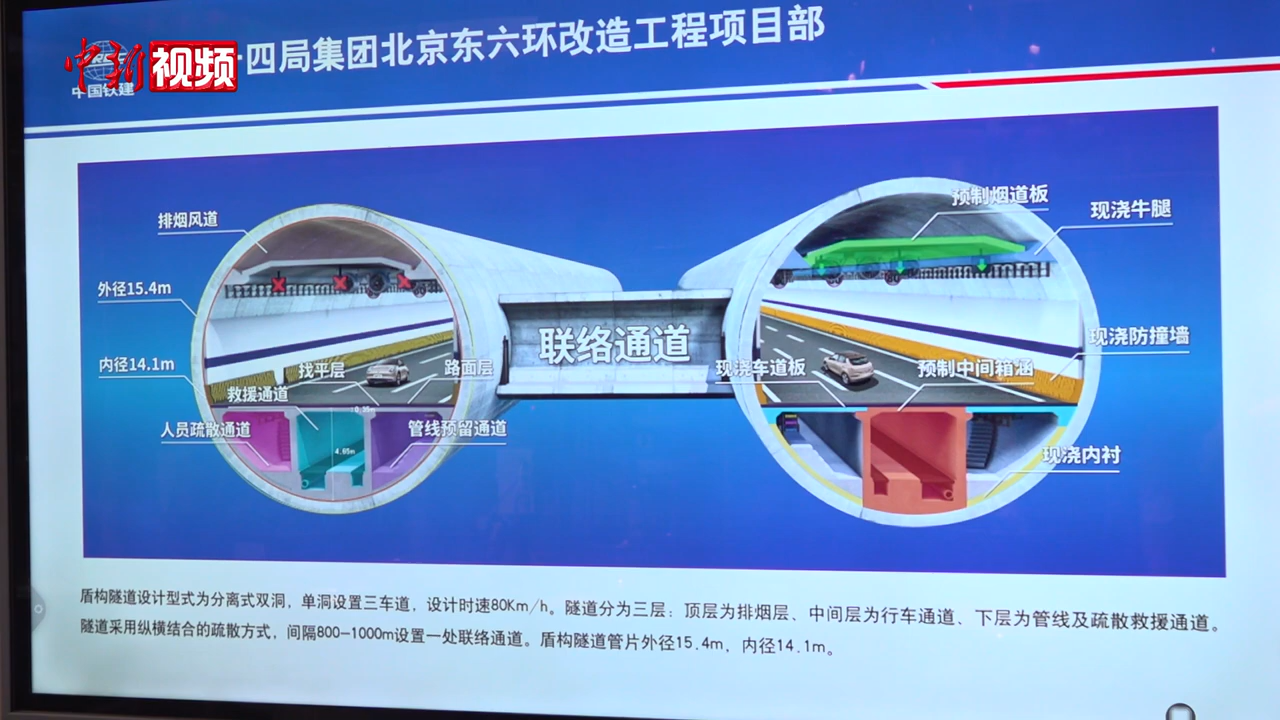 中新视频
中国铁建
四局集团北京东六环改造工程项目部
排烟风道
外径15.4m
内径14.1m
找平层
路面层
救援通道
人员疏散通道
管线预留通道
0.35m
4.05m
联络通道
预制烟道板
现浇牛腿
现浇防撞墙
现浇车道板
预制中间箱涵
现浇内衬
盾构隧道设计型式为分离式双洞，单洞设置三车道，设计时速80Km/h。隧道分为三层：顶层为排烟层、中间层为行车通道、下层为管线及疏散救援通道。
隧道采用纵横结合的疏散方式，间隔800-1000m设置一处联络通道。盾构隧道管片外径15.4m，内径14.1m。